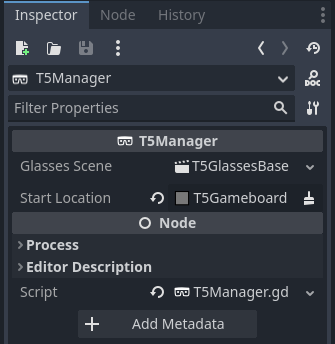 Inspector Node History
T5Manager
DOC
Filter Properties
T5Manager
Glasses Scene T5GlassesBase
Start Location T5Gameboard
Node
Process
Editor Description
Script T5Manager.gd
Add Metadata